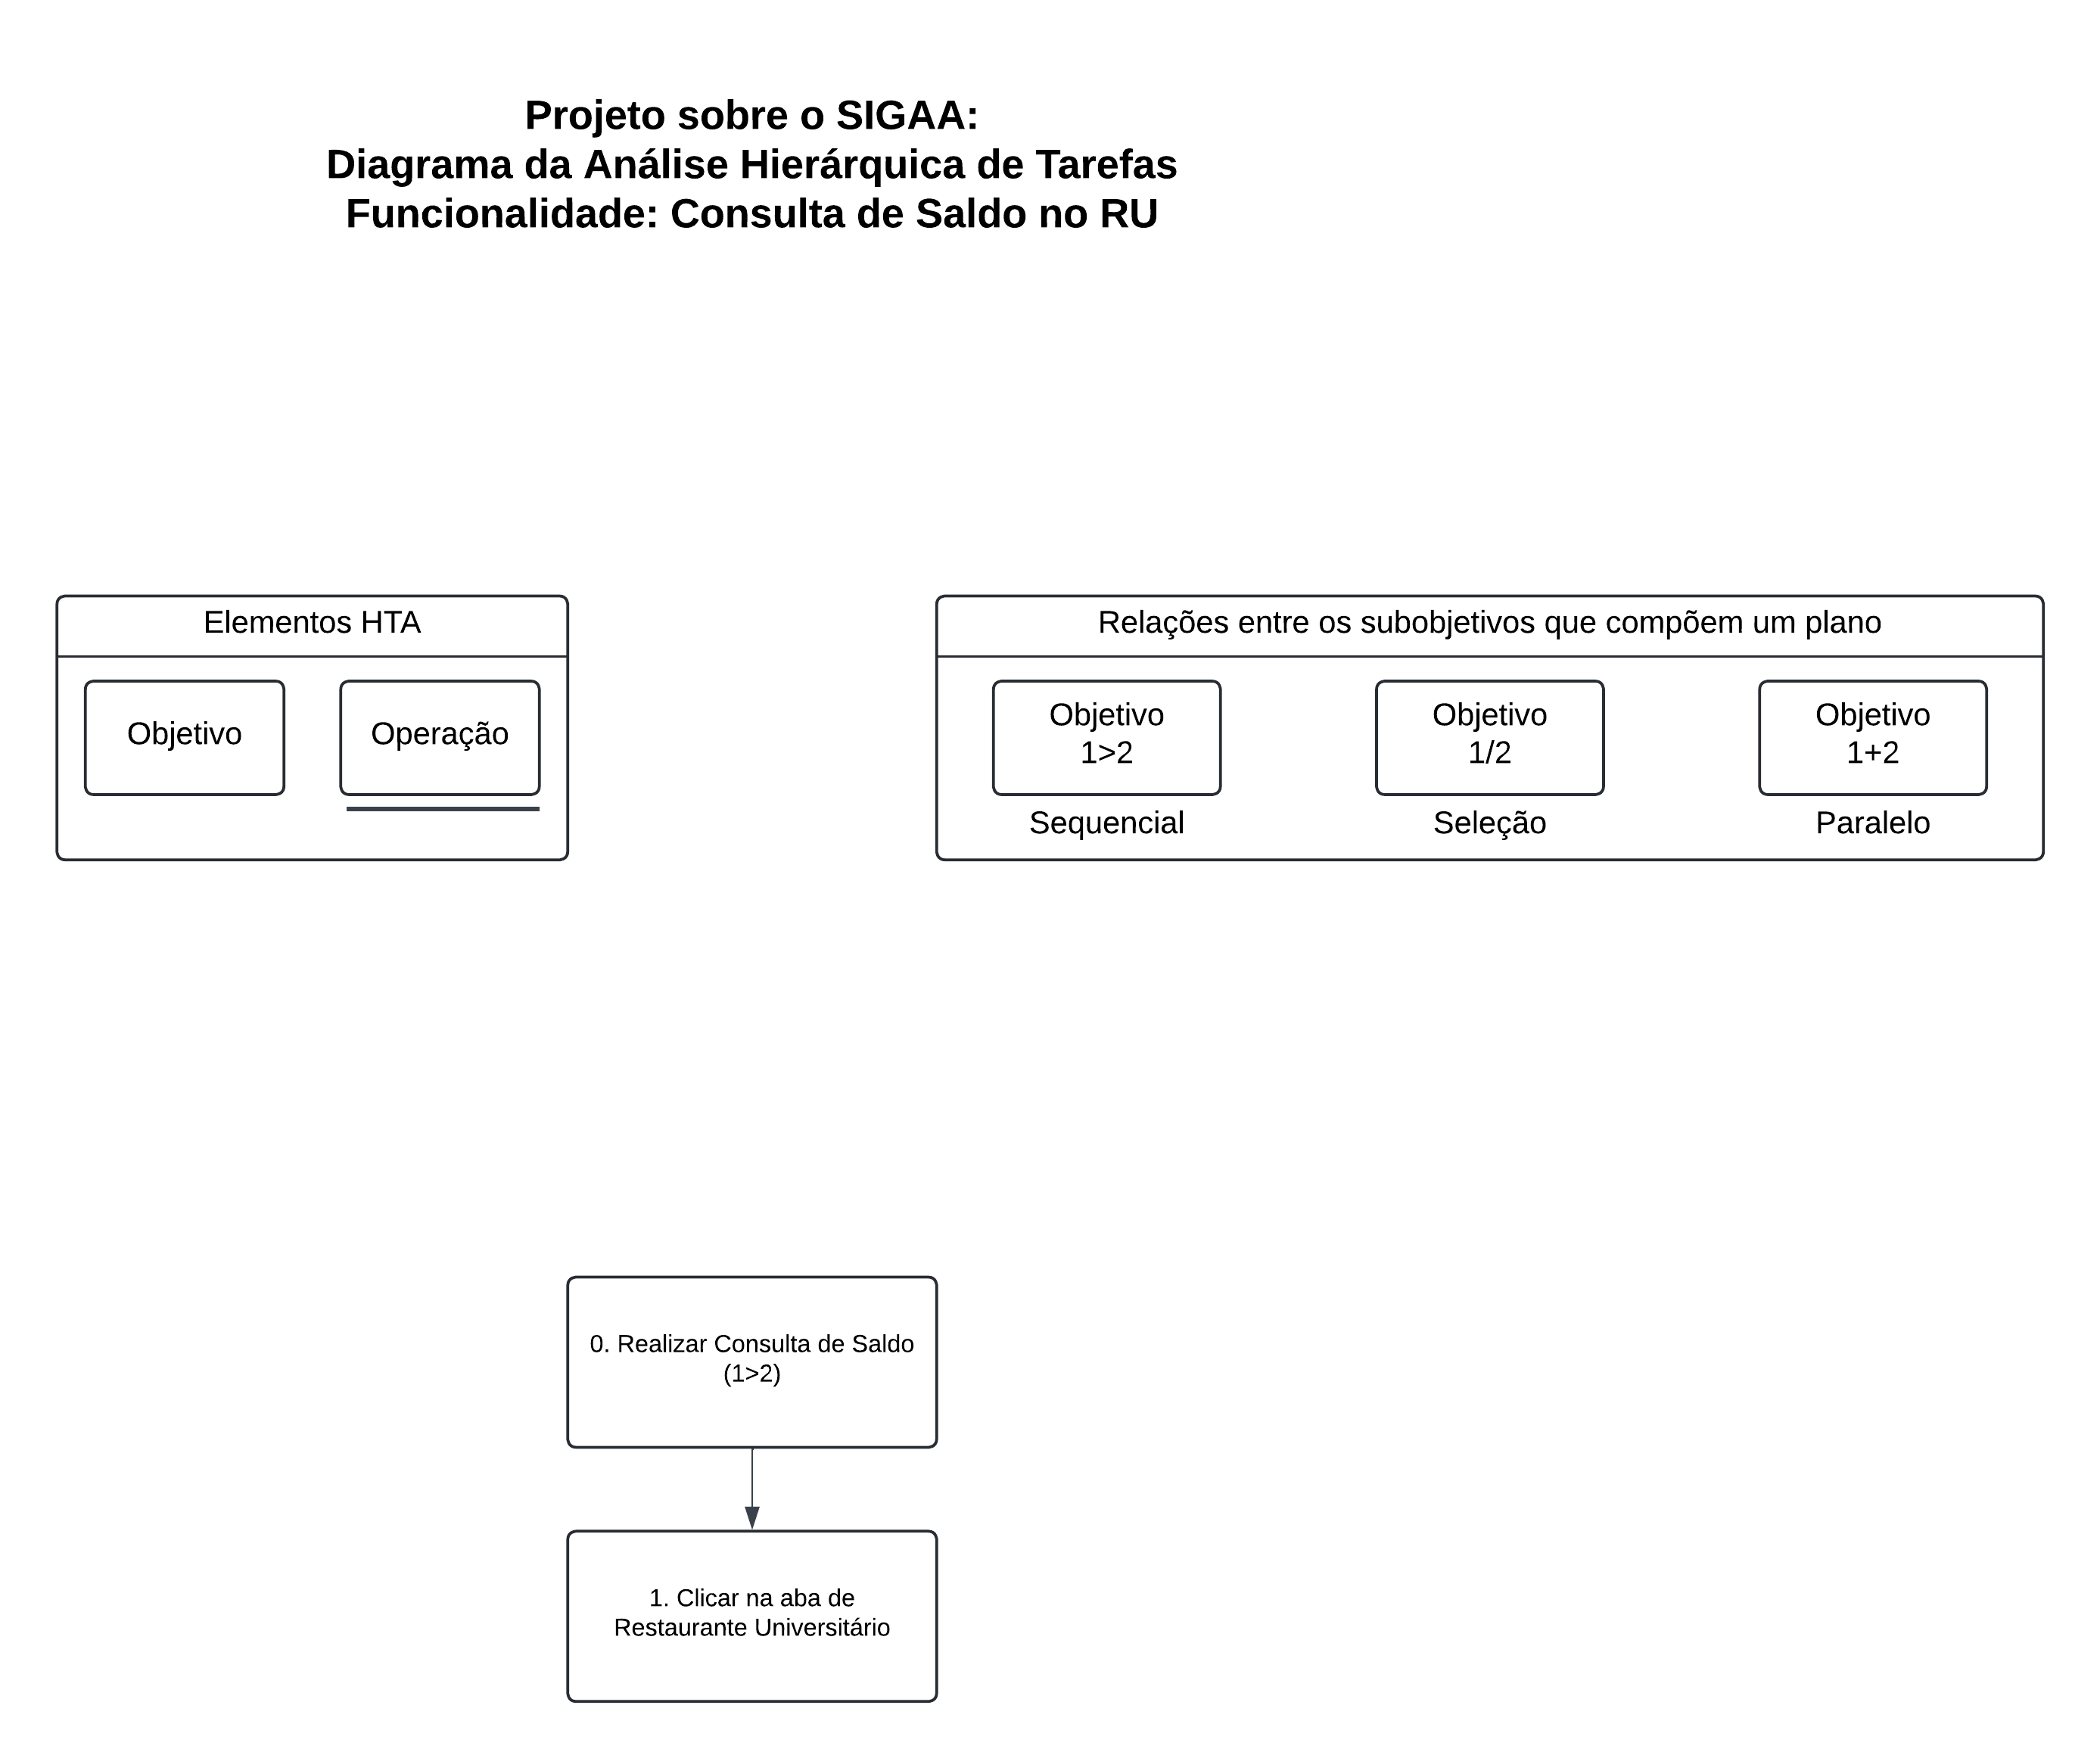 Projeto sobre o SIGAA:
Diagrama da Análise Hierárquica de Tarefas
Funcionalidade: Consulta de Saldo no RU
Elementos HTA
Objetivo
Operação
Relações entre os subobjetivos que compõem um plano
Objetivo
1>2
Sequencial
Objetivo
1/2
Seleção
Objetivo
1+2
Paralelo
0. Realizar Consulta de Saldo
(1>2)
1. Clicar na aba de
Restaurante Universitário